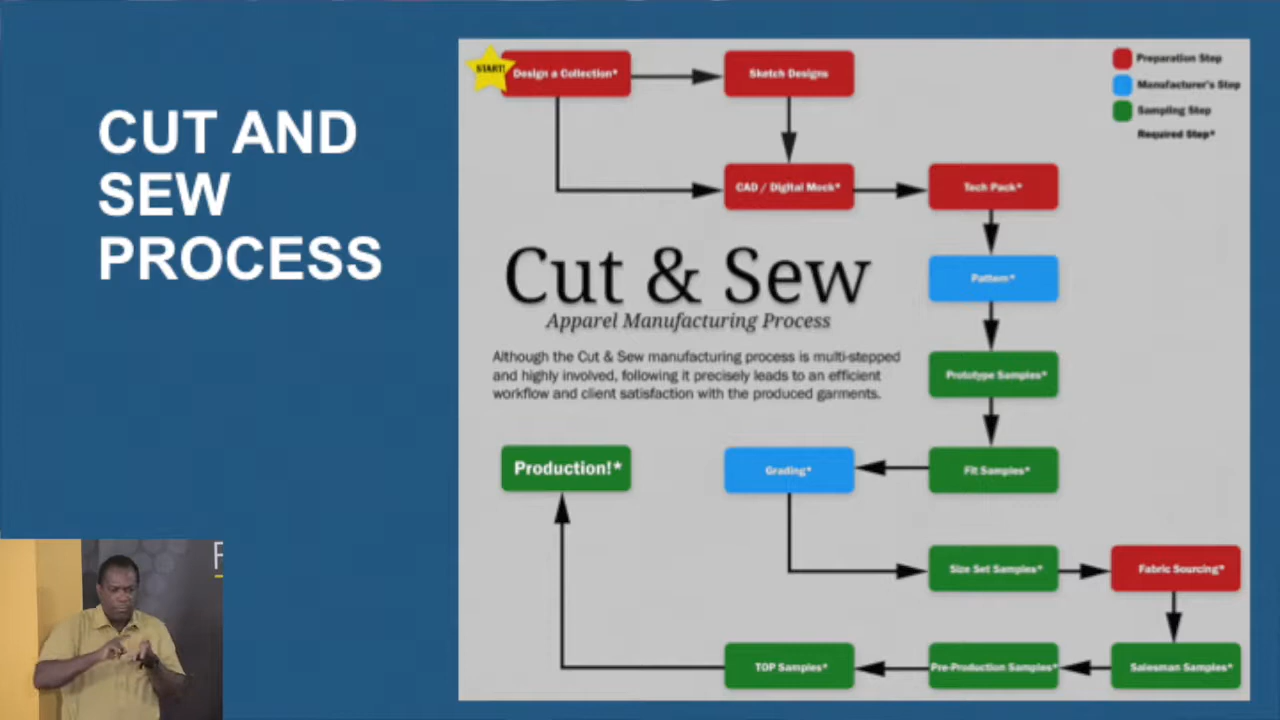 CUT AND
SEW
PROCESS
START!
Design a Collection*
Sketch Designs
Preparation Step
Manufacturer's Step
Sampling Step
Required Step*
CAD / Digital Mock*
Tech Pack*
Cut & Sew
Apparel Manufacturing Process
Pattern*
Although the Cut & Sew manufacturing process is multi-stepped
and highly involved, following it precisely leads to an efficient
workflow and client satisfaction with the produced garments.
Prototype Samples*
Production!*
Grading*
Fit Samples*
Size Set Samples*
Fabric Sourcing*
TOP Samples*
Pre-Production Samples*
Salesman Samples*
F